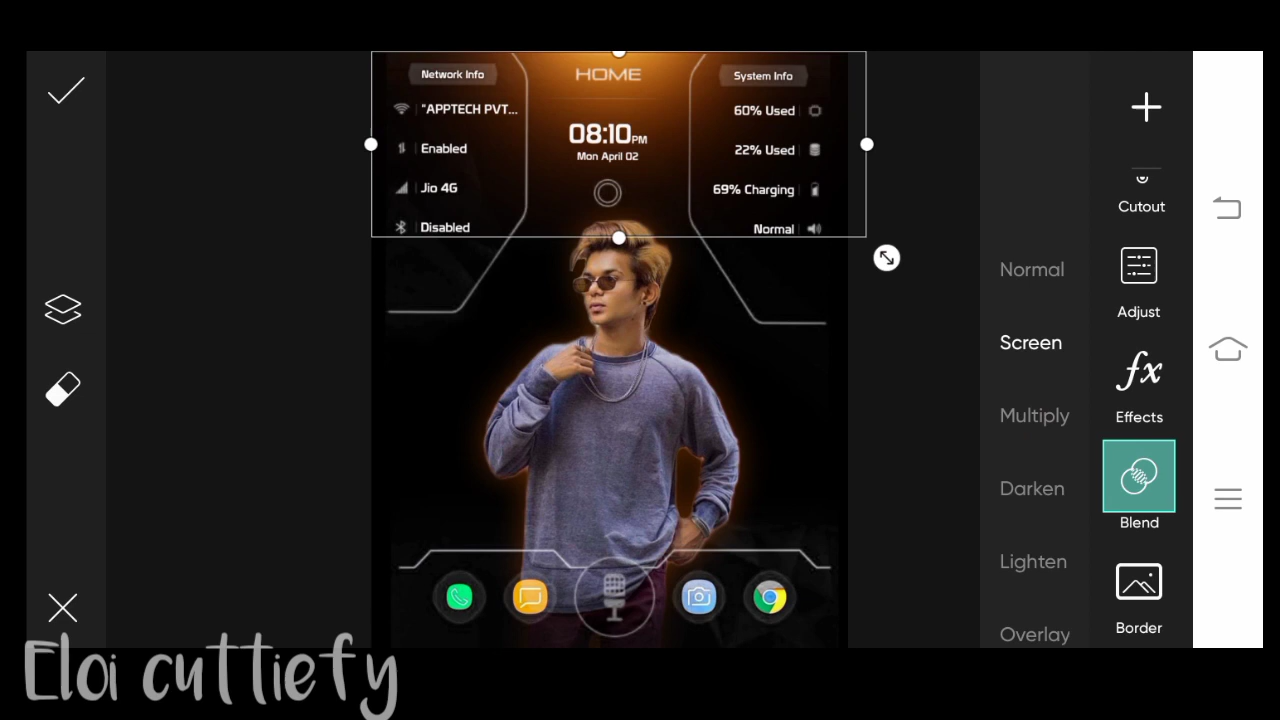 Network Info
HOME
System Info
"APPTECH PVT...
60% Used
08:10PM
Mon April 02
Enabled
22% Used
Jio 4G
69% Charging
Disabled
Normal
Normal
Screen
Multiply
Darken
Lighten
Overlay
Cutout
Adjust
fx
Effects
Blend
Border
Eloi cuttiefy